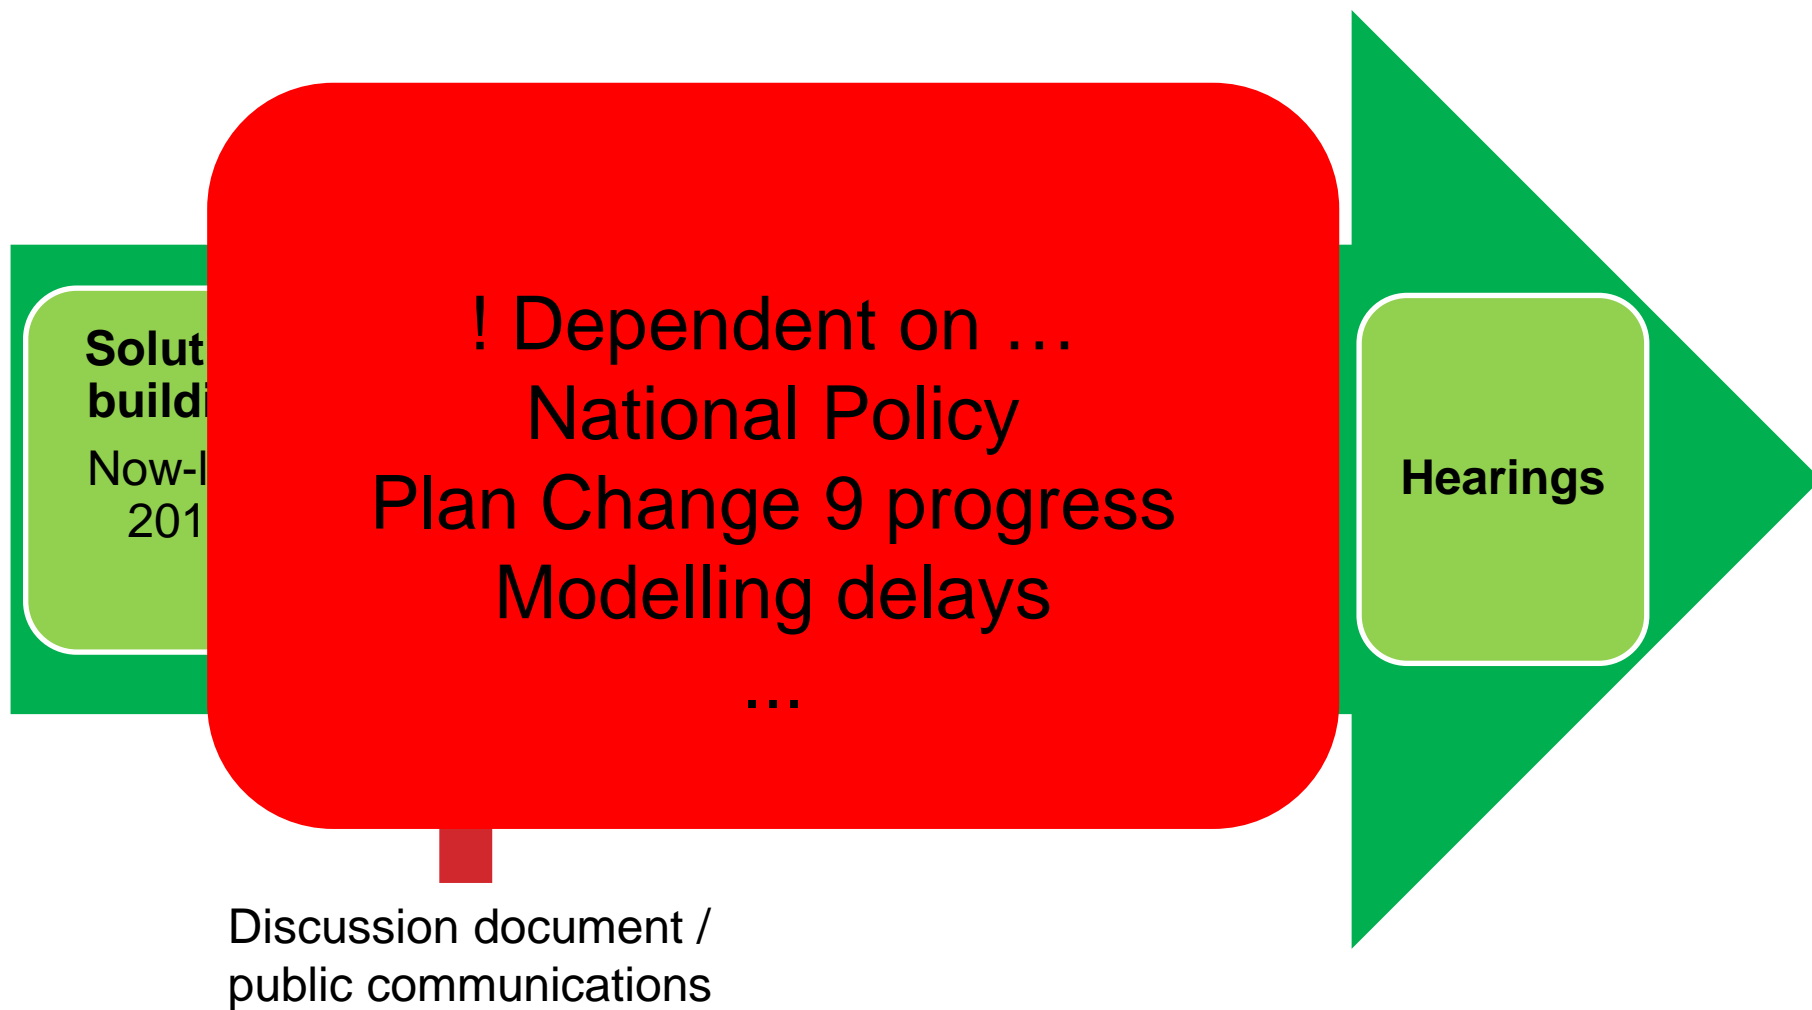 Solut
buildi
Now-l
201
! Dependent on …
National Policy
Plan Change 9 progress
Modelling delays
...
Hearings
Discussion document /
public communications